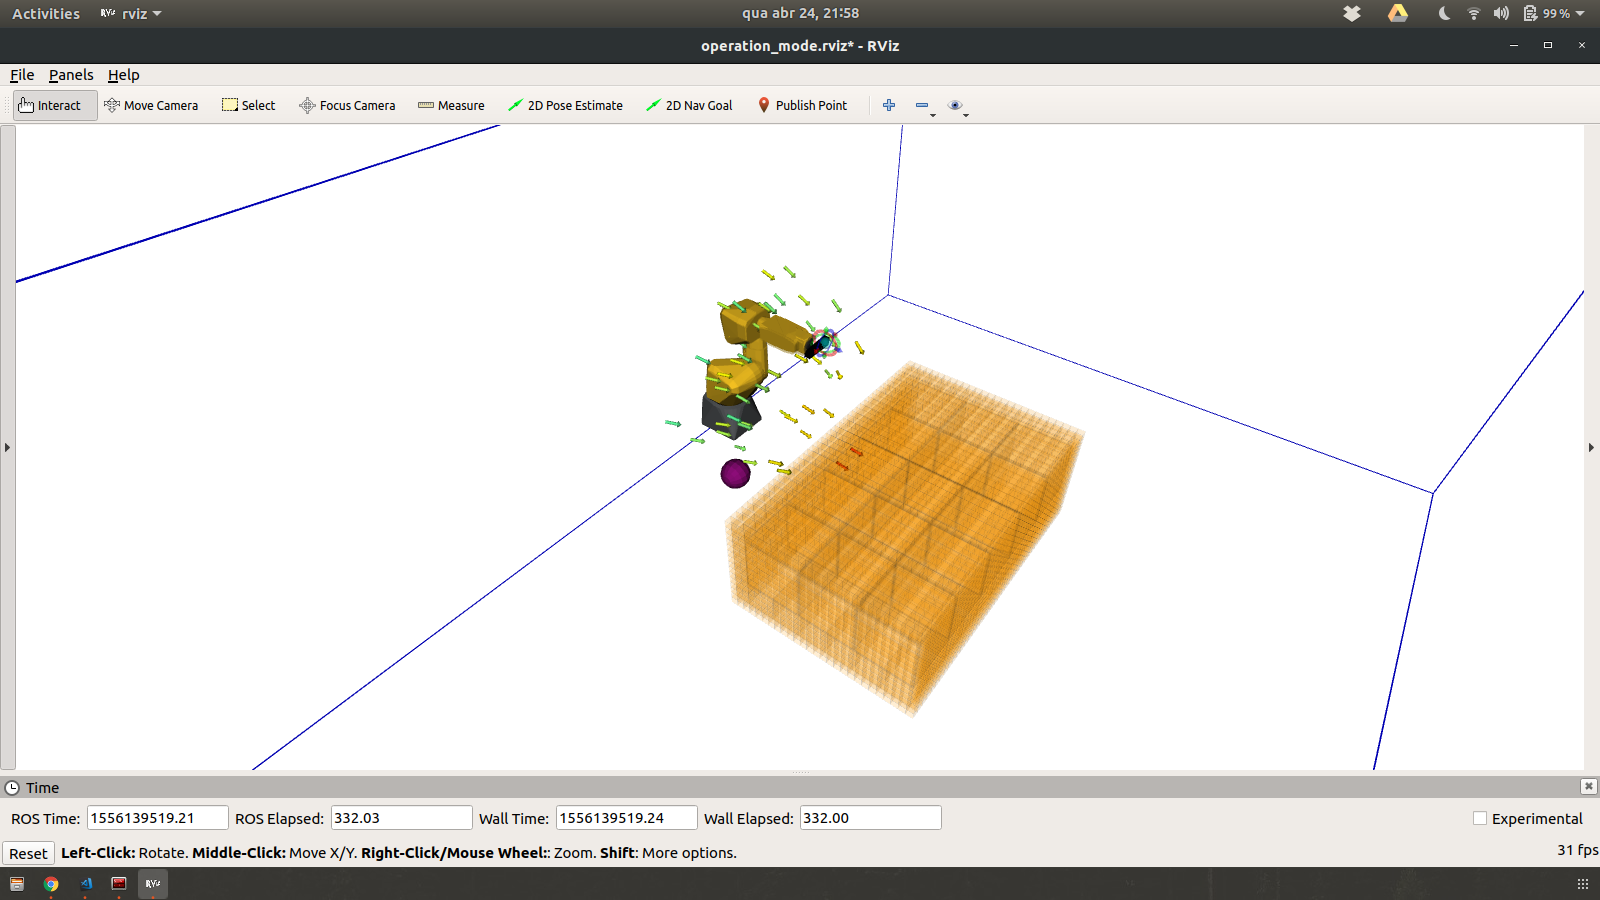 Activities RViz rviz qua abr 24, 21:58 99 %
operation_mode.rviz* - RViz
File Panels Help
Interact Move Camera Select Focus Camera Measure 2D Pose Estimate 2D Nav Goal Publish Point
Time
ROS Time: 1556139519.21 ROS Elapsed: 332.03 Wall Time: 1556139519.24 Wall Elapsed: 332.00 Experimental
Reset Left-Click: Rotate. Middle-Click: Move X/Y. Right-Click/Mouse Wheel:: Zoom. Shift: More options. 31 fps
RViz